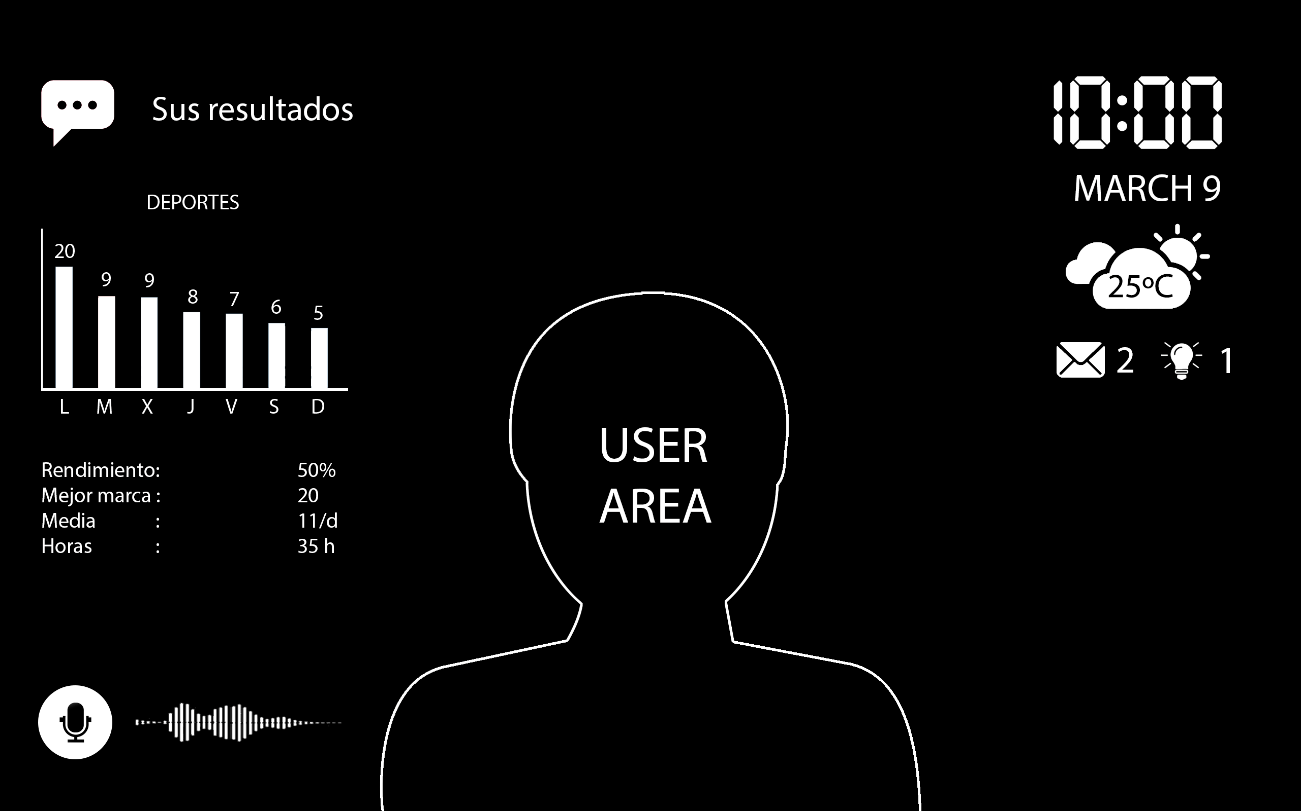 Sus resultados
10:00
MARCH 9
25ºC
2 1
DEPORTES
20 9 9 8 7 6 5
L M X J V S D
Rendimiento: 50%
Mejor marca : 20
Media : 11/d
Horas : 35 h
USER
AREA